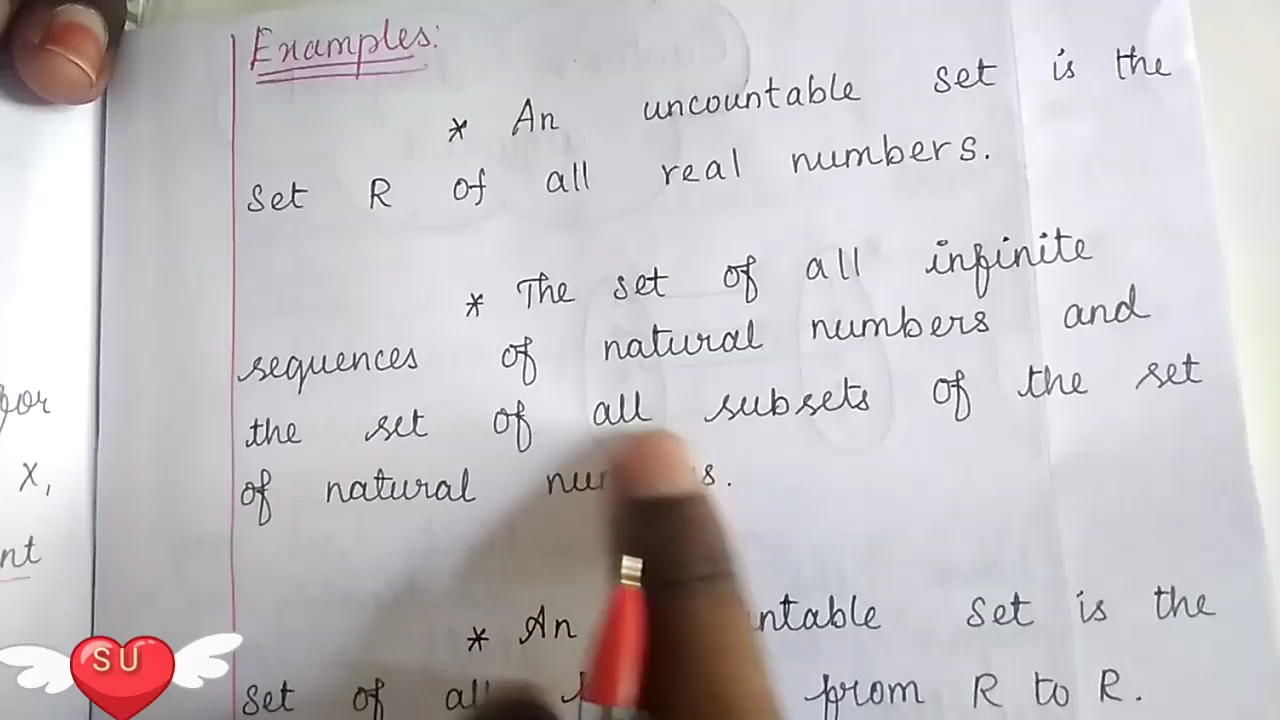 Examples:
* An uncountable set is the
set R of all real numbers.
* The set of all infinite
sequences of natural numbers and
the set of all subsets of the set
of natural
* An set is the
set of all from R to R.
for
X,
SU